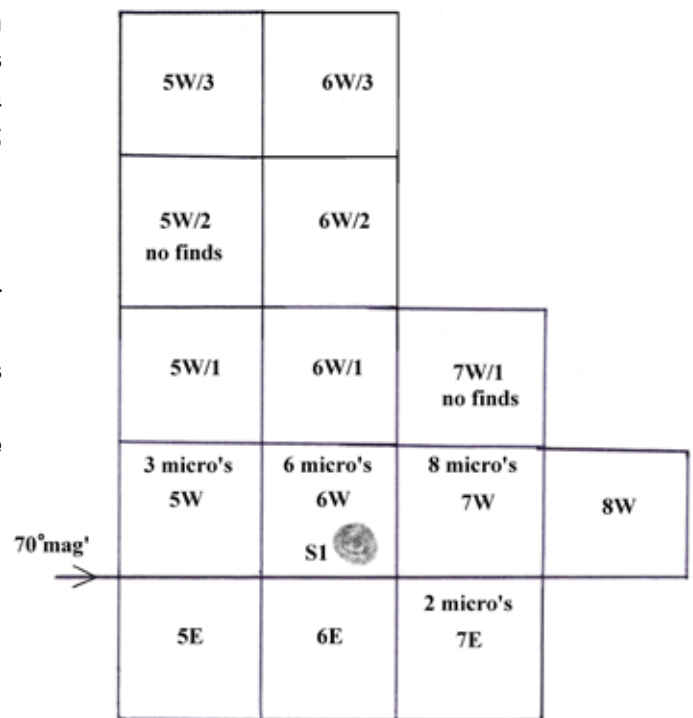 5W/3
6W/3
5W/2
no finds
6W/2
5W/1
6W/1
7W/1
no finds
3 micro's
5W
6 micro's
6W
S1
8 micro's
7W
8W
70°mag'
5E
6E
2 micro's
7E